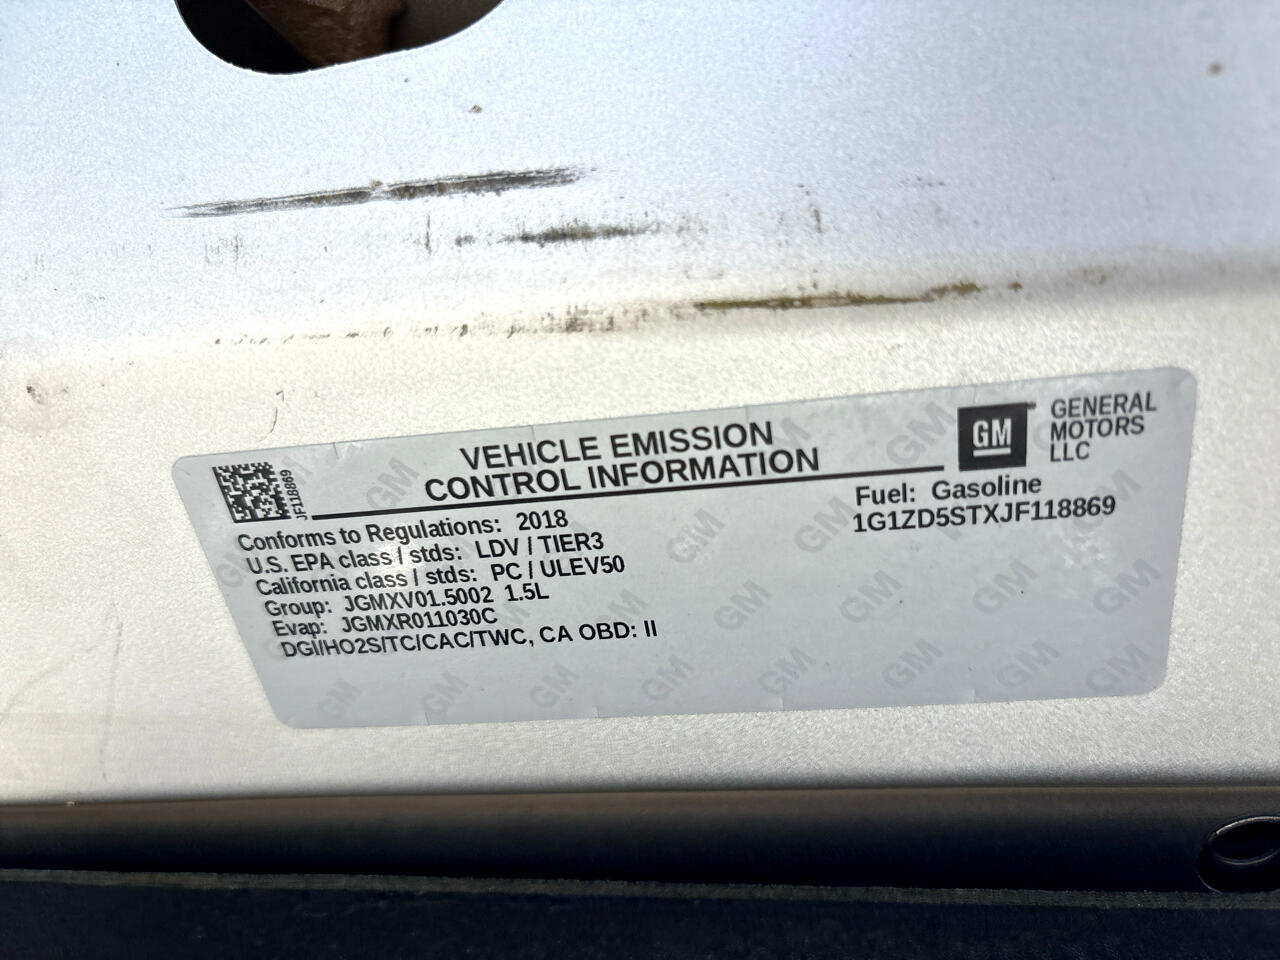 VEHICLE EMISSION
CONTROL INFORMATION
GM
GENERAL
MOTORS
LLC
JF118869
Conforms to Regulations: 2018
U.S. EPA class / stds: LDV / TIER3
California class / stds: PC / ULEV50
Group: JGMXV01.5002 1.5L
Evap: JGMXR011030C
DGI/HO2S/TC/CAC/TWC, CA OBD: II
Fuel: Gasoline
1G1ZD5STXJF118869